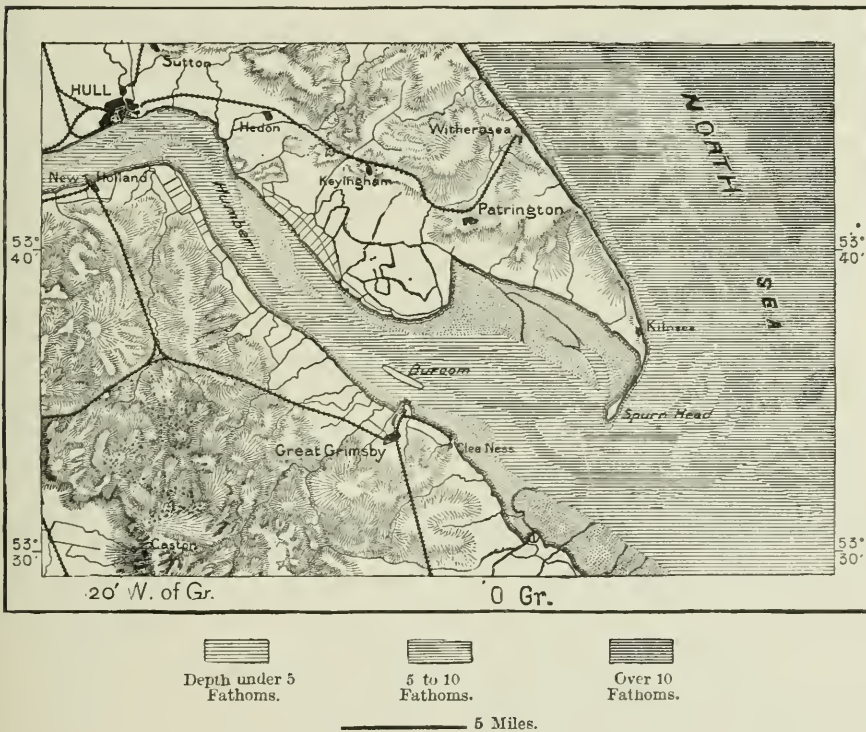 Sutton
HULL
Hedon
Withernsea
NORTH
New Holland
Keyingham
Humber
Patrington
53°
40'
53°
40'
SEA
Kilnsea
Burcom
Spurn Head
Great Grimsby
Clea Ness
Caston
53°
30'
53°
30'
20' W. of Gr.
0 Gr.
Depth under 5
Fathoms.
5 to 10
Fathoms.
Over 10
Fathoms.
5 Miles.